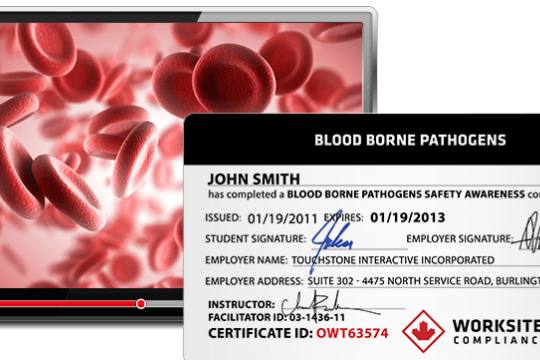 BLOOD BORNE PATHOGENS
JOHN SMITH
has completed a BLOOD BORNE PATHOGENS SAFETY AWARENESS cou
ISSUED: 01/19/2011 EXPIRES: 01/19/2013
STUDENT SIGNATURE: John EMPLOYER SIGNATURE:
EMPLOYER NAME: TOUCHSTONE INTERACTIVE INCORPORATED
EMPLOYER ADDRESS: SUITE 302 - 4475 NORTH SERVICE ROAD, BURLINGT
INSTRUCTOR:
FACILITATOR ID: 03-1436-11
CERTIFICATE ID: OWT63574
WORKSITE
COMPLIANC